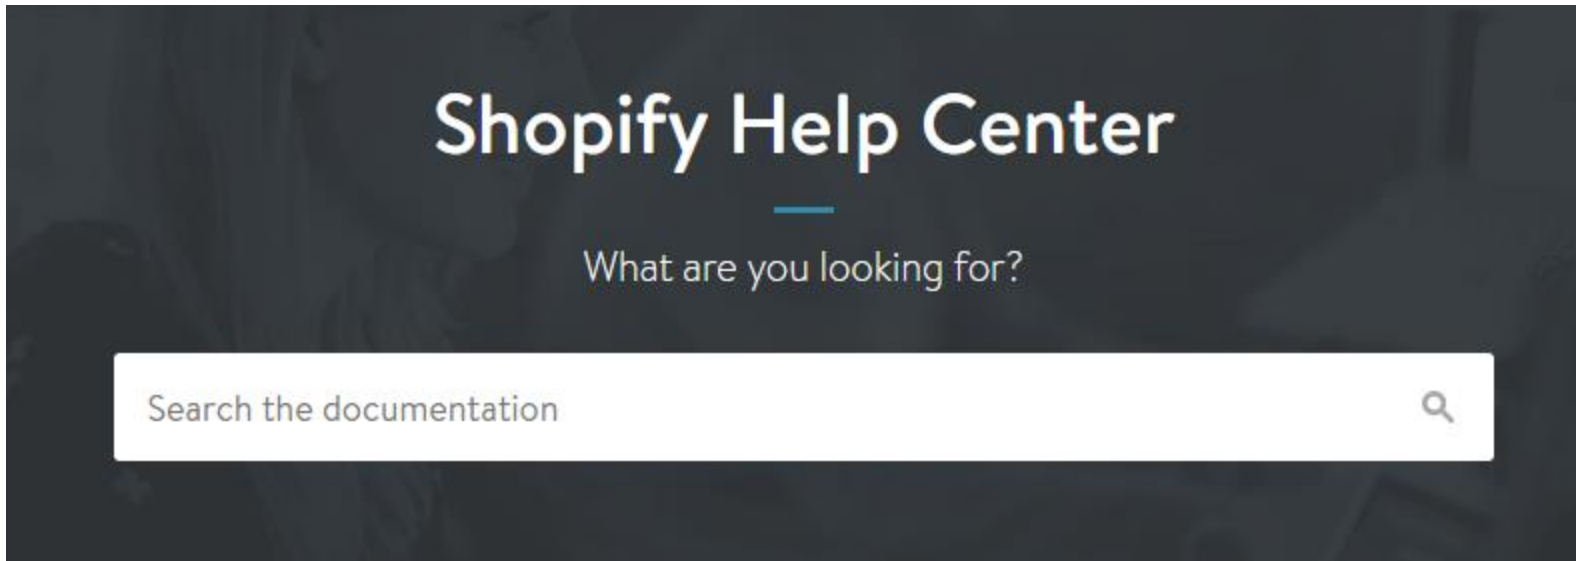 Shopify Help Center
What are you looking for?
Search the documentation